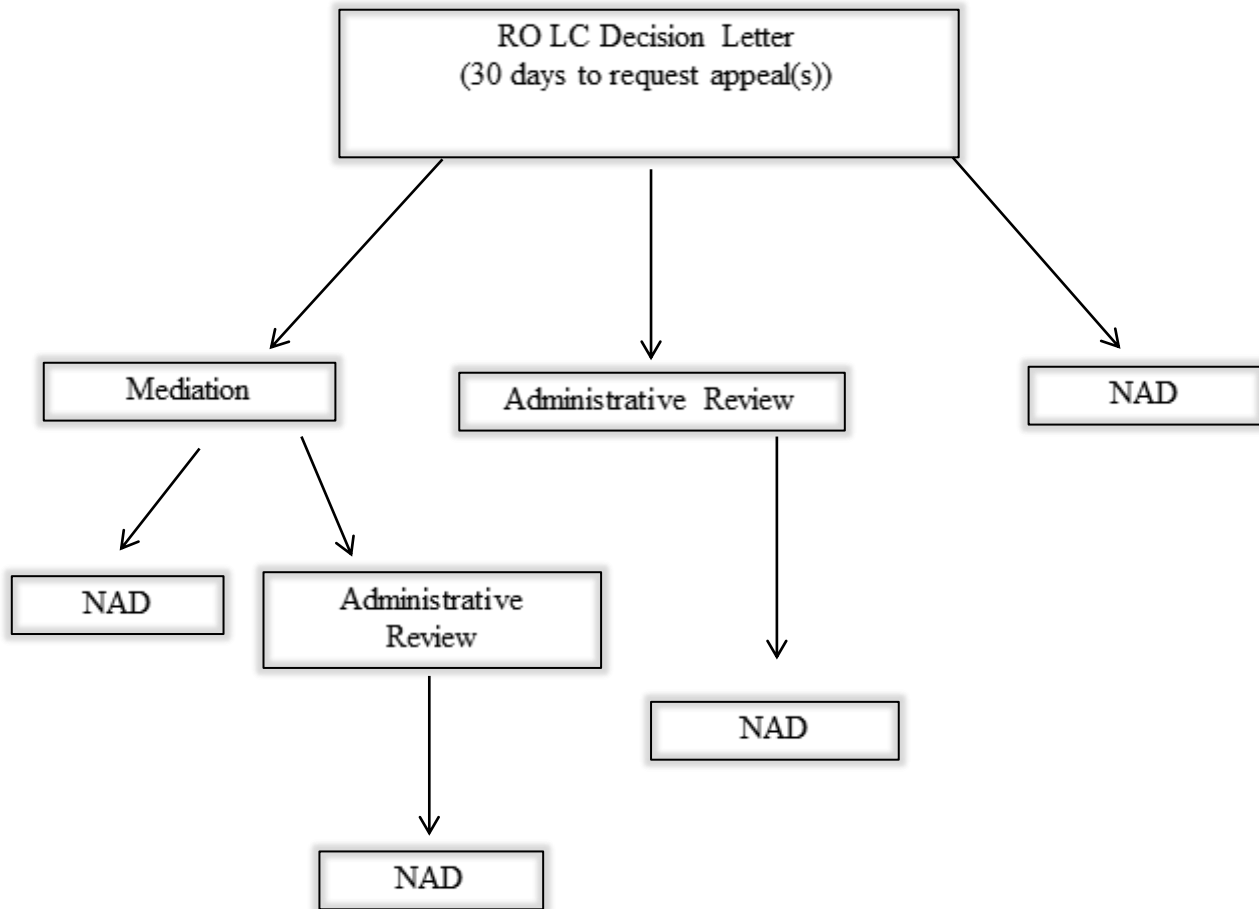 RO LC Decision Letter
(30 days to request appeal(s))
Mediation
Administrative Review
NAD
NAD
Administrative
Review
NAD
NAD